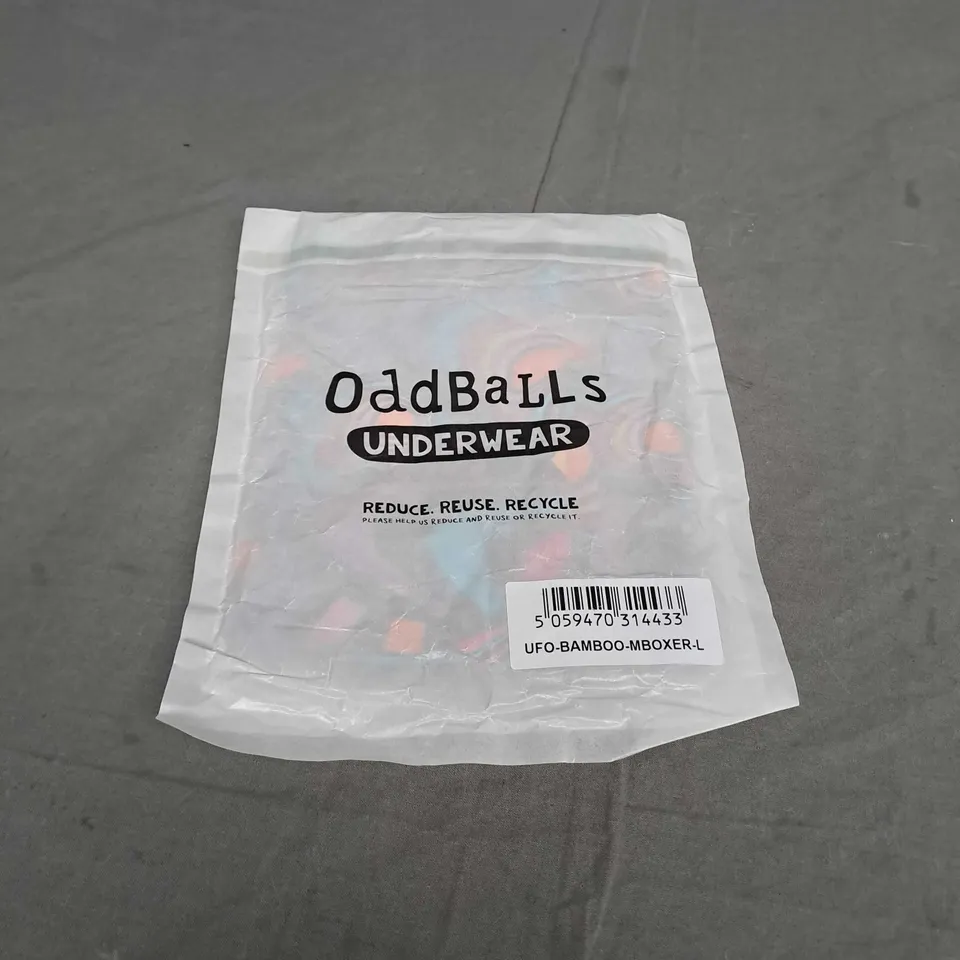 OddBaLLs
UNDERWEAR
REDUCE. REUSE. RECYCLE
PLEASE HELP US REDUCE AND REUSE OR RECYCLE IT.
5 059470 314433
UFO-BAMBOO-MBOXER-L